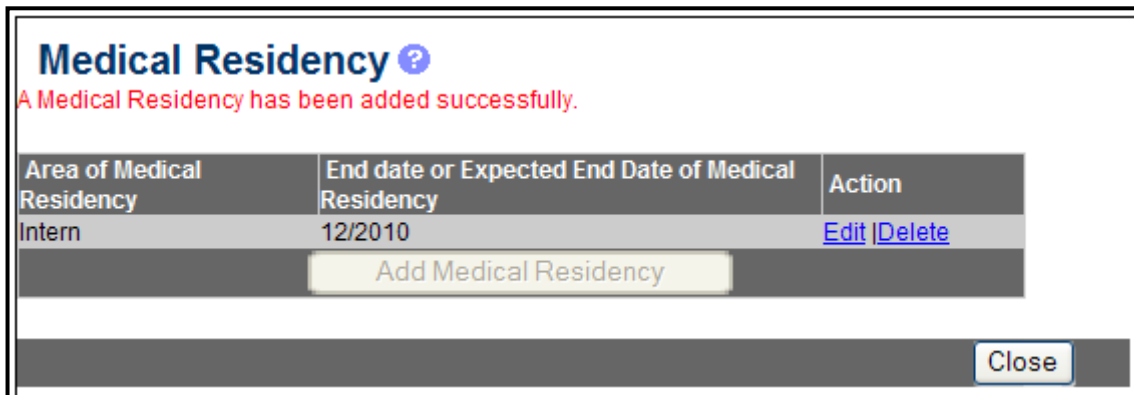 Medical Residency ?
A Medical Residency has been added successfully.
Area of Medical Residency
End date or Expected End Date of Medical Residency
Action
Intern 12/2010 Edit |Delete
Add Medical Residency
Close